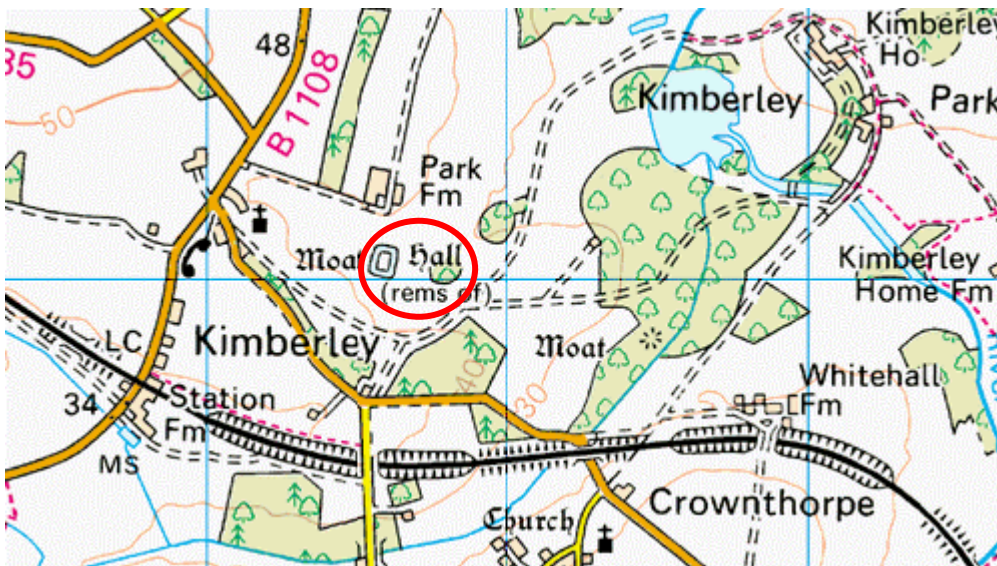 Kimberley
Ho
48
35
B 1108
Kimberley
Park
50
Park
Fm
Moat
Hall
(rems of)
Kimberley
Home Fm
LC
Kimberley
Moat
40
30
Whitehall
Fm
34
Station
Fm
MS
Crownthorpe
Church